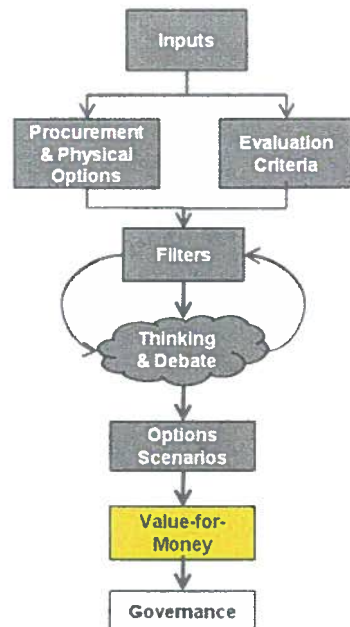 Inputs
Procurement
& Physical
Options
Evaluation
Criteria
Filters
Thinking
& Debate
Options
Scenarios
Value-for-
Money
Governance